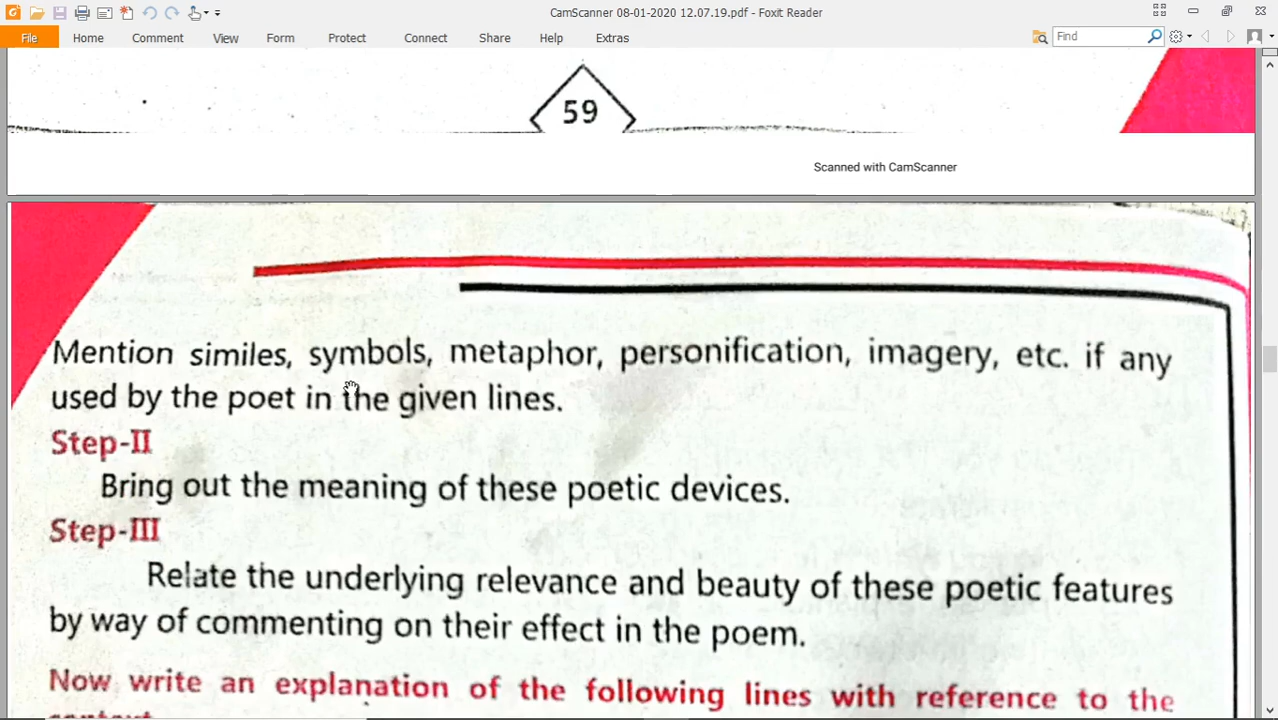 CamScanner 08-01-2020 12.07.19.pdf - Foxit Reader
File Home Comment View Form Protect Connect Share Help Extras Find
59
Scanned with CamScanner
Mention similes, symbols, metaphor, personification, imagery, etc. if any
used by the poet in the given lines.
Step-II
Bring out the meaning of these poetic devices.
Step-III
Relate the underlying relevance and beauty of these poetic features
by way of commenting on their effect in the poem.
Now write an explanation of the following lines with reference to the